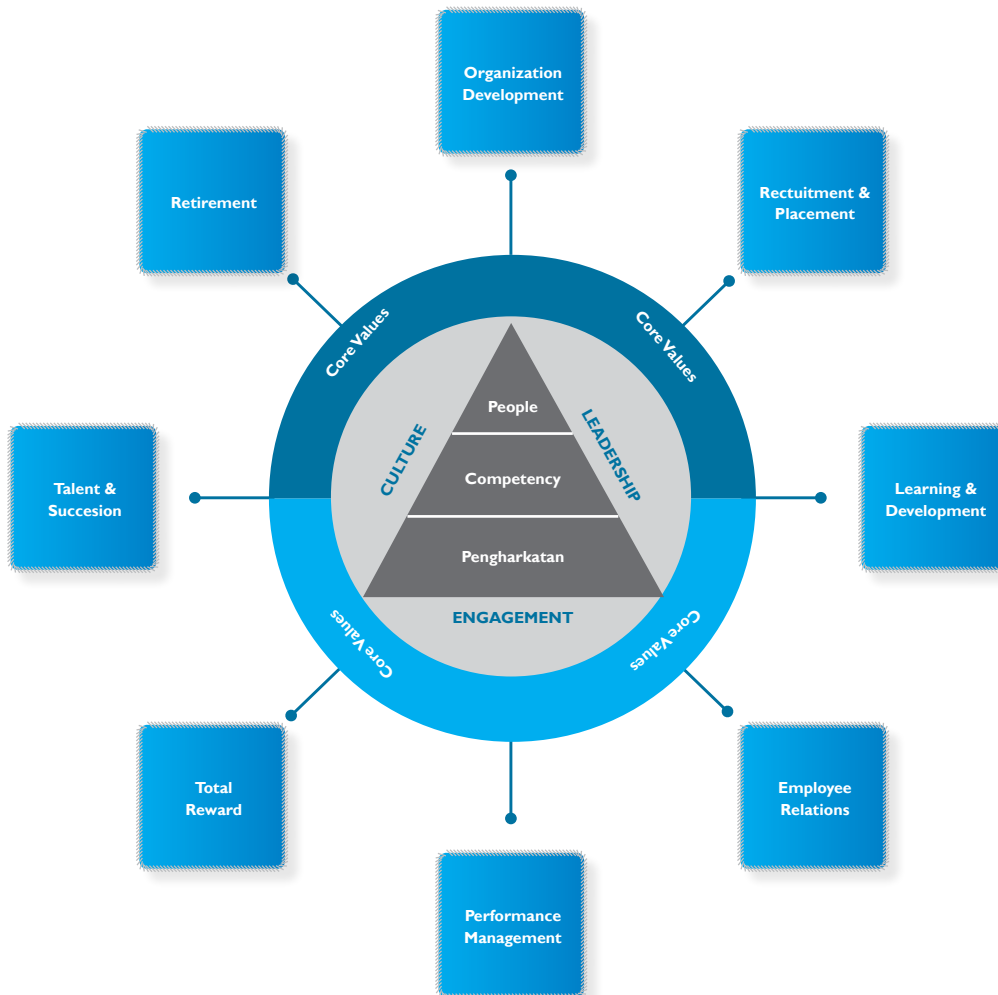 Organization
Development
Retirement
Rectuitment &
Placement
Core Values
Core Values
People
CULTURE
LEADERSHIP
Competency
Talent &
Succesion
Learning &
Development
Pengharkatan
ENGAGEMENT
Core Values
Core Values
Total
Reward
Employee
Relations
Performance
Management